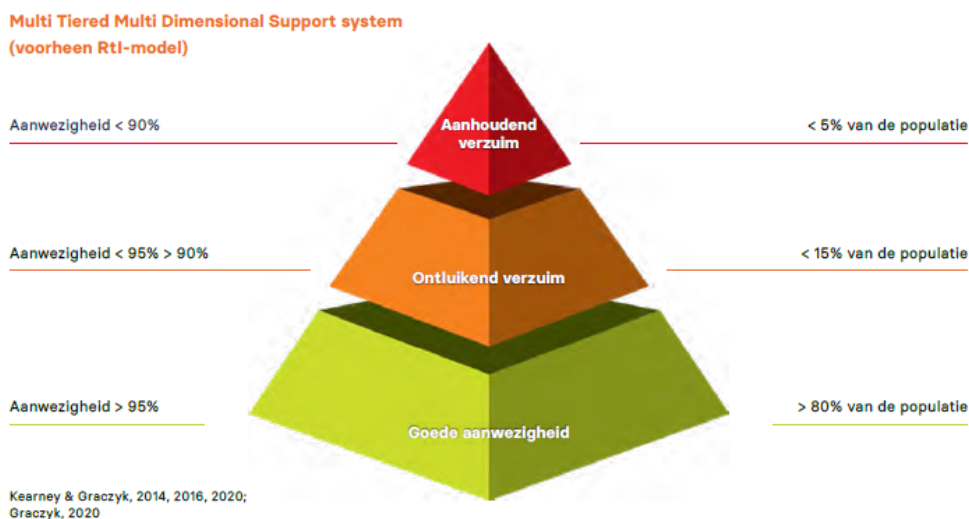 Multi Tiered Multi Dimensional Support system
(voorheen RtI-model)
Aanwezigheid < 90%
Aanhoudend
verzuim
< 5% van de populatie
Aanwezigheid < 95% > 90%
Ontluikend verzuim
< 15% van de populatie
Aanwezigheid > 95%
Goede aanwezigheid
> 80% van de populatie
Kearney & Graczyk, 2014, 2016, 2020;
Graczyk, 2020